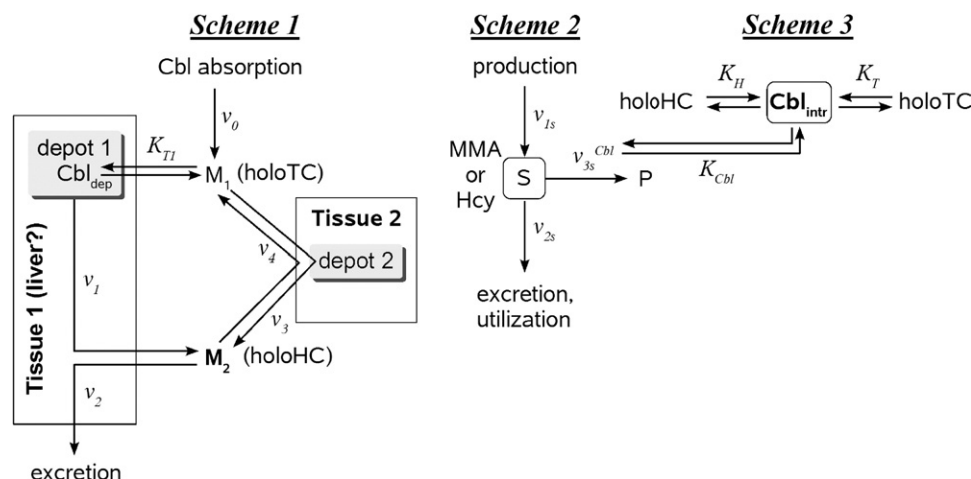 Scheme 1
Cbl absorption
v0
depot 1
Cbldep
KT1
M1 (holoTC)
Tissue 2
depot 2
v4
v3
v1
Tissue 1 (liver?)
M2 (holoHC)
v2
excretion
Scheme 2
production
v1s
MMA
or
Hcy
S
v3sCbl
P
v2s
excretion,
utilization
Scheme 3
KH
KT
holoHC
Cblintr
holoTC
KCbl